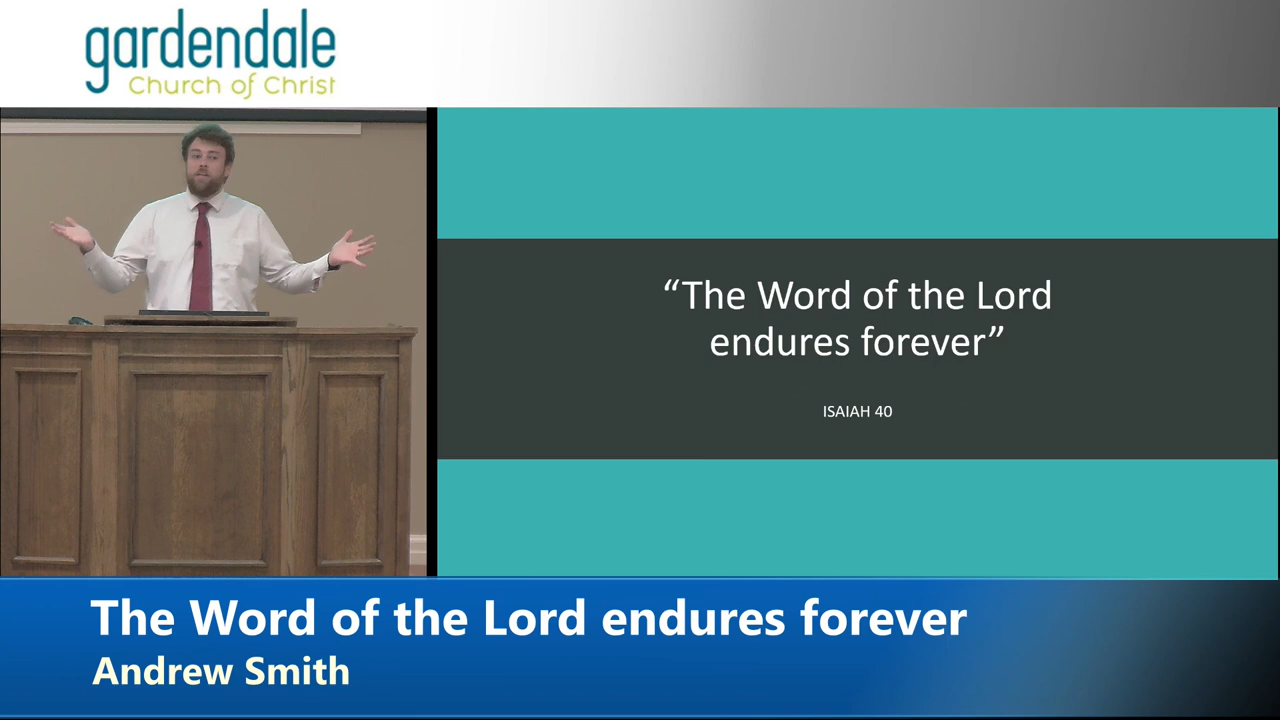 gardendale
Church of Christ
“The Word of the Lord
endures forever”
ISAIAH 40
The Word of the Lord endures forever
Andrew Smith